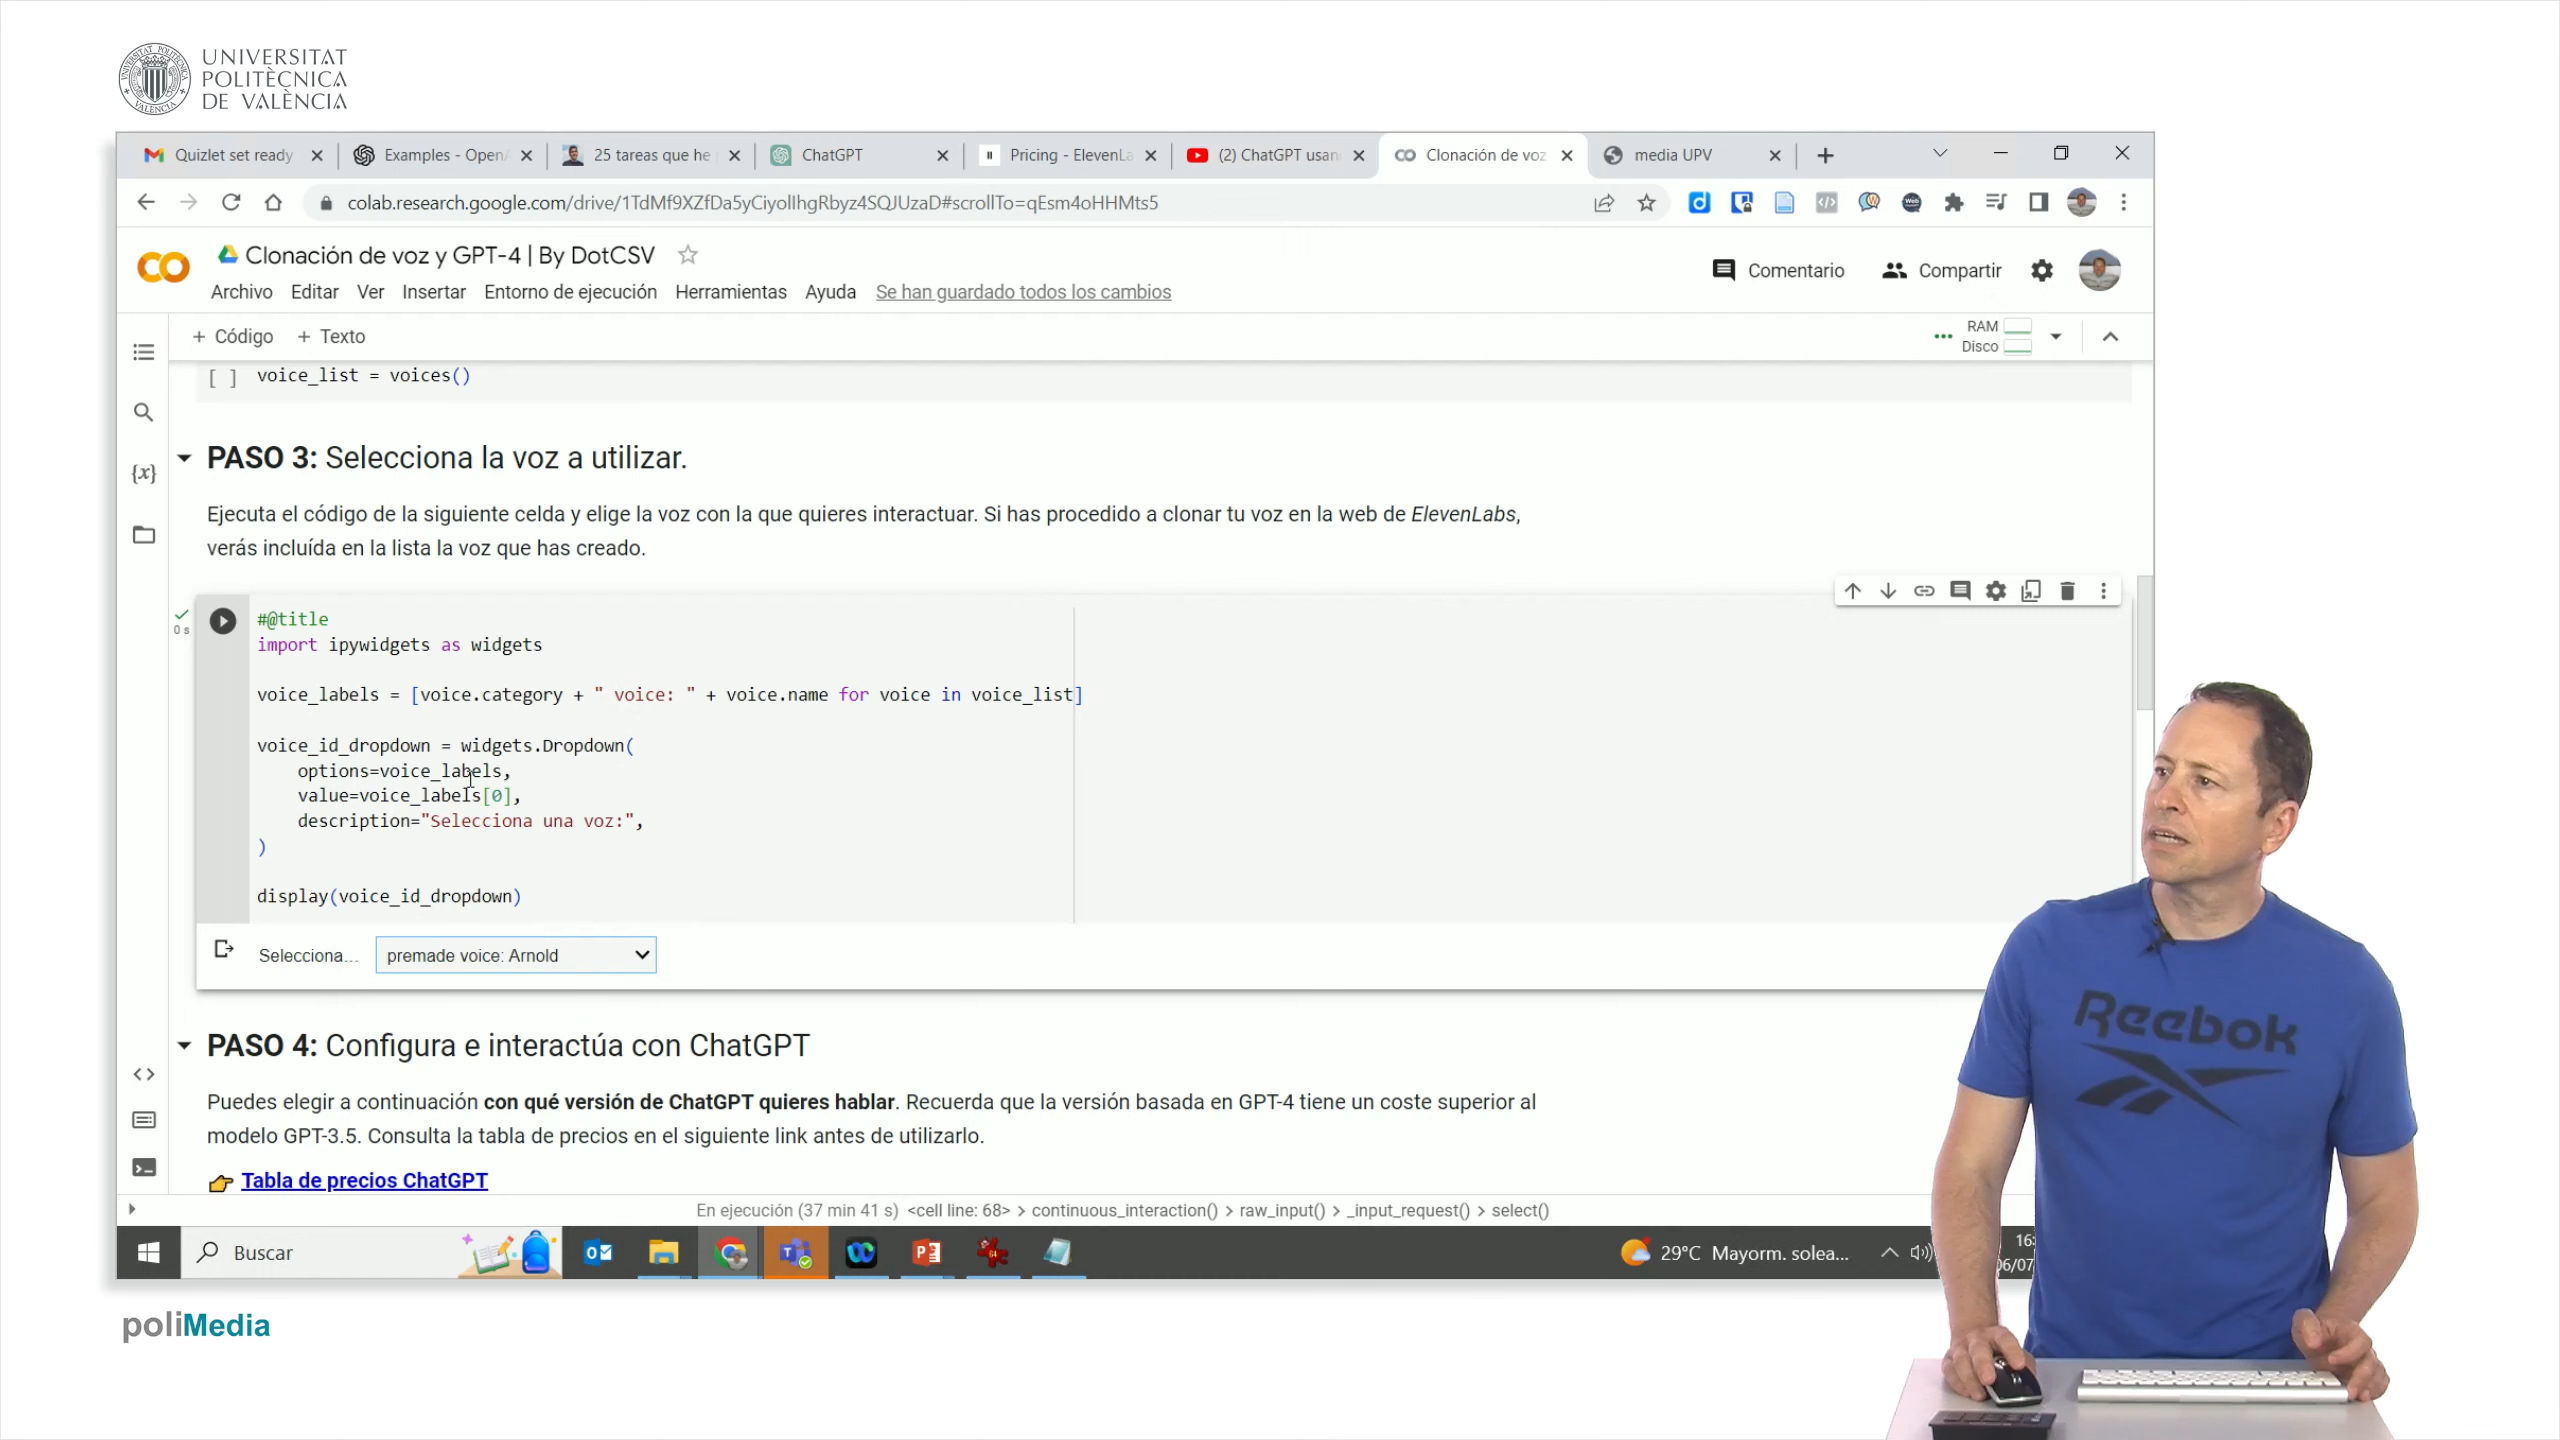 UNIVERSITAT
POLITÈCNICA
DE VALÈNCIA
Quizlet set ready
Examples - Open
25 tareas que he
ChatGPT
Pricing - ElevenLa
(2) ChatGPT usan
Clonación de voz
media UPV
colab.research.google.com/drive/1TdMf9XZfDa5yCiyolIhgRbyz4SQJUzaD#scrollTo=qEsm4oHHMts5
CO
Clonación de voz y GPT-4 | By DotCSV
Comentario
Compartir
Archivo Editar Ver Insertar Entorno de ejecución Herramientas Ayuda Se han guardado todos los cambios
+ Código + Texto
RAM
Disco
[ ] voice_list = voices()
PASO 3: Selecciona la voz a utilizar.
Ejecuta el código de la siguiente celda y elige la voz con la que quieres interactuar. Si has procedido a clonar tu voz en la web de ElevenLabs,
verás incluída en la lista la voz que has creado.
0 s
#@title
import ipywidgets as widgets
voice_labels = [voice.category + " voice: " + voice.name for voice in voice_list]
voice_id_dropdown = widgets.Dropdown(
options=voice_labels,
value=voice_labels[0],
description="Selecciona una voz:",
)
display(voice_id_dropdown)
Selecciona...
premade voice: Arnold
PASO 4: Configura e interactúa con ChatGPT
Puedes elegir a continuación con qué versión de ChatGPT quieres hablar. Recuerda que la versión basada en GPT-4 tiene un coste superior al
modelo GPT-3.5. Consulta la tabla de precios en el siguiente link antes de utilizarlo.
👉 Tabla de precios ChatGPT
En ejecución (37 min 41 s) <cell line: 68> > continuous_interaction() > raw_input() > _input_request() > select()
Buscar
29°C Mayorm. solea...
16:
06/07
Reebok
poliMedia